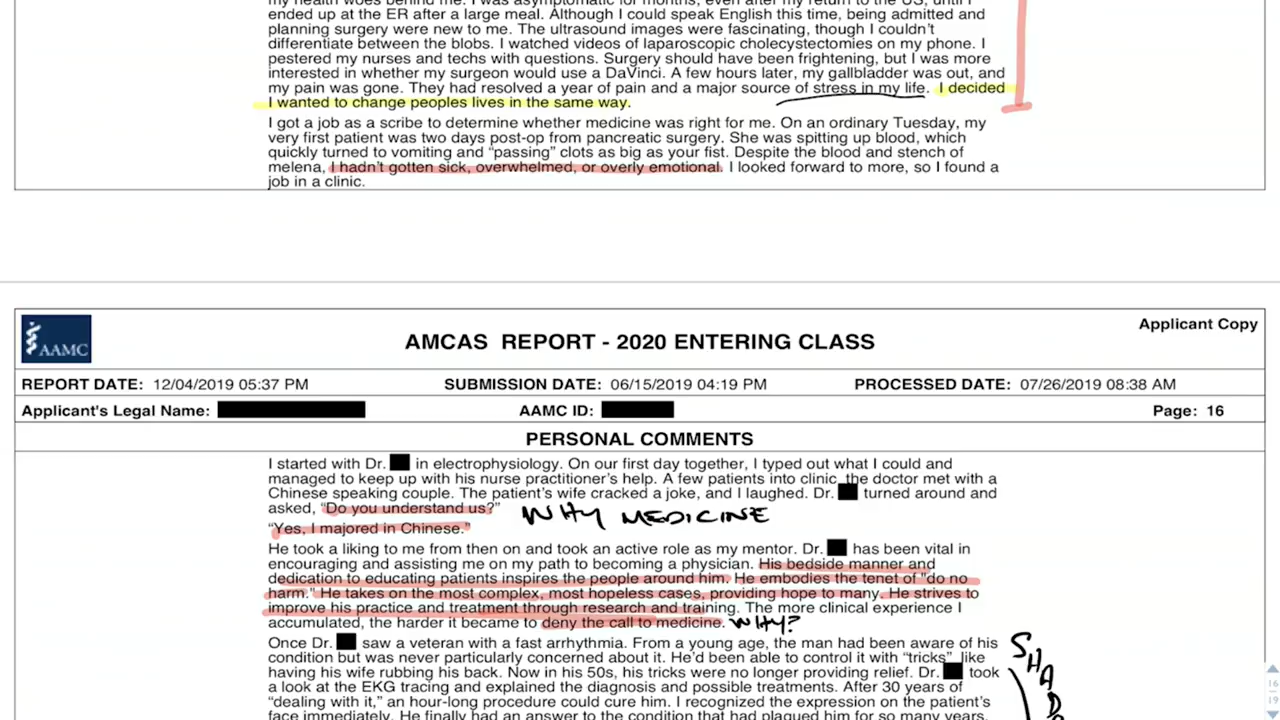 my health woes behind me. I was asymptomatic for months, even after my return to the US, until I
ended up at the ER after a large meal. Although I could speak English this time, being admitted and
planning surgery were new to me. The ultrasound images were fascinating, though I couldn't
differentiate between the blobs. I watched videos of laparoscopic cholecystectomies on my phone. I
pestered my nurses and techs with questions. Surgery should have been frightening, but I was more
interested in whether my surgeon would use a DaVinci. A few hours later, my gallbladder was out, and
my pain was gone. They had resolved a year of pain and a major source of stress in my life. I decided
I wanted to change peoples lives in the same way.
I got a job as a scribe to determine whether medicine was right for me. On an ordinary Tuesday, my
very first patient was two days post-op from pancreatic surgery. She was spitting up blood, which
quickly turned to vomiting and "passing" clots as big as your fist. Despite the blood and stench of
melena, I hadn't gotten sick, overwhelmed, or overly emotional. I looked forward to more, so I found a
job in a clinic.
AAMC
AMCAS REPORT - 2020 ENTERING CLASS
Applicant Copy
REPORT DATE: 12/04/2019 05:37 PM SUBMISSION DATE: 06/15/2019 04:19 PM PROCESSED DATE: 07/26/2019 08:38 AM
Applicant's Legal Name: AAMC ID: Page: 16
PERSONAL COMMENTS
I started with Dr. in electrophysiology. On our first day together, I typed out what I could and
managed to keep up with his nurse practitioner's help. A few patients into clinic, the doctor met with a
Chinese speaking couple. The patient's wife cracked a joke, and I laughed. Dr. turned around and
asked, "Do you understand us?"
WHY MEDICINE
"Yes, I majored in Chinese."
He took a liking to me from then on and took an active role as my mentor. Dr. has been vital in
encouraging and assisting me on my path to becoming a physician. His bedside manner and
dedication to educating patients inspires the people around him. He embodies the tenet of "do no
harm." He takes on the most complex, most hopeless cases, providing hope to many. He strives to
improve his practice and treatment through research and training. The more clinical experience I
accumulated, the harder it became to deny the call to medicine. WHY?
Once Dr. saw a veteran with a fast arrhythmia. From a young age, the man had been aware of his
condition but was never particularly concerned about it. He'd been able to control it with "tricks" like
having his wife rubbing his back. Now in his 50s, his tricks were no longer providing relief. Dr. took
a look at the EKG tracing and explained the diagnosis and possible treatments. After 30 years of
"dealing with it," an hour-long procedure could cure him. I recognized the expression on the patient's
face immediately. He finally had an answer to the condition that had plagued him for so many years.
SHAD
16
19